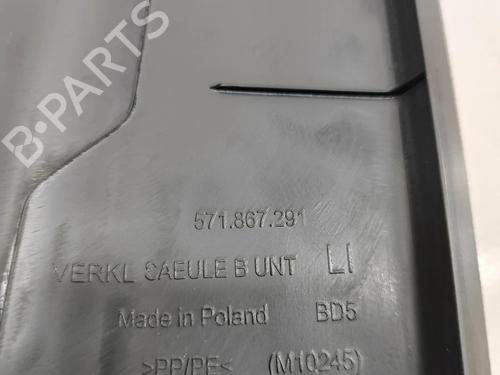 B-PARTS
571.867.291
VERKL SAEULE B UNT LI
Made in Poland BD5
>PP/PE< (M10245)